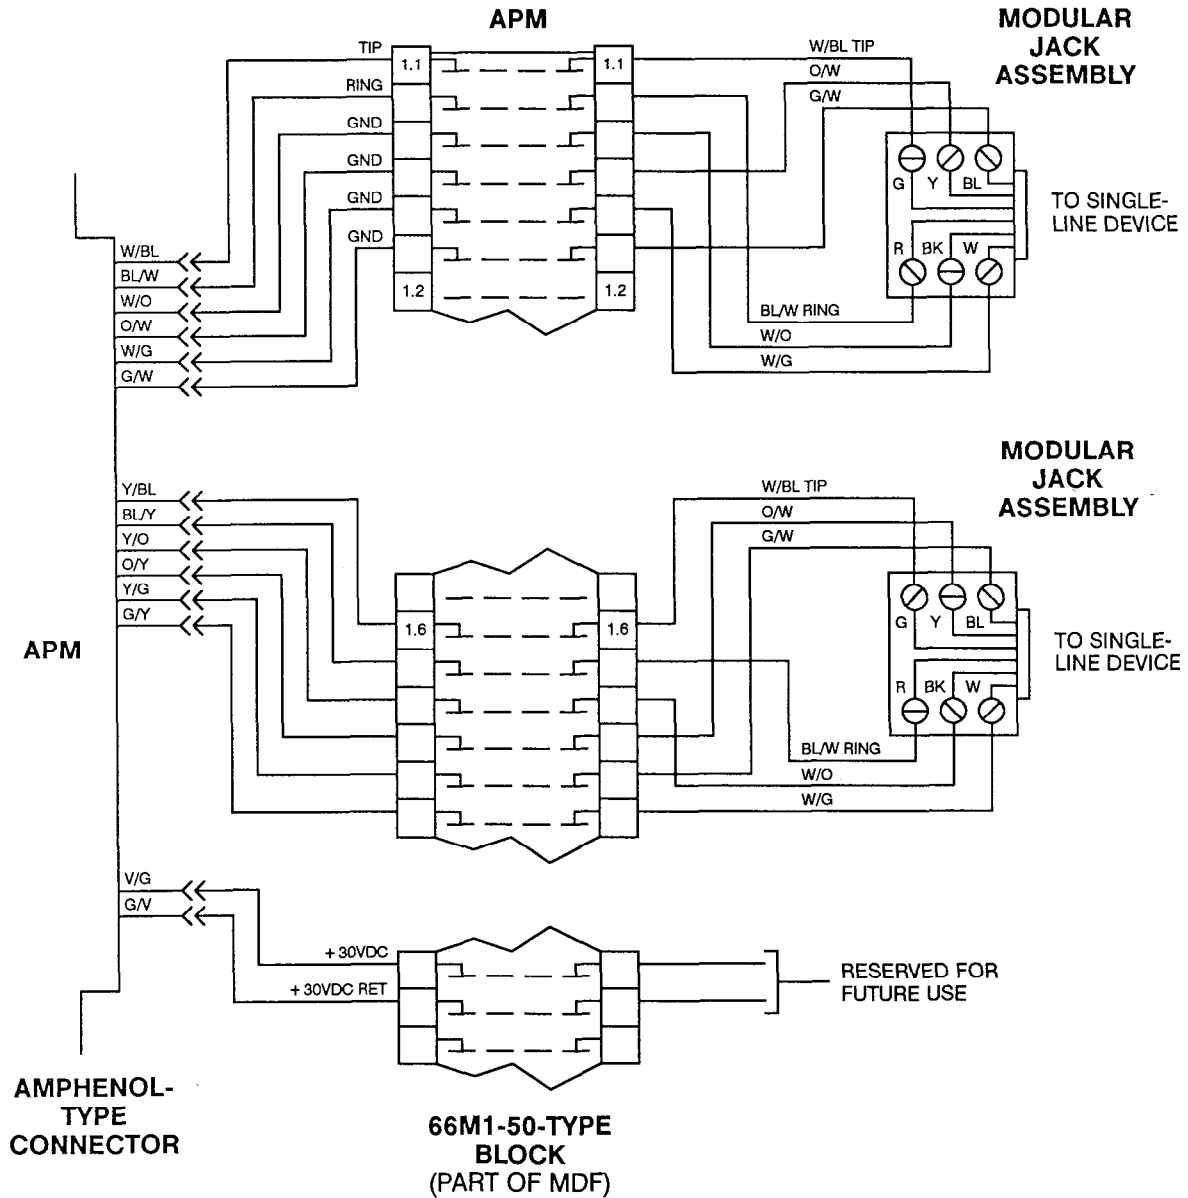 APM
MODULAR
JACK
ASSEMBLY
TIP
RING
GND
GND
GND
GND
1.1
1.1
1.2
1.2
W/BL TIP
O/W
G/W
G
Y
BL
R
BK
W
TO SINGLE-
LINE DEVICE
BL/W RING
W/O
W/G
W/BL
BL/W
W/O
O/W
W/G
G/W
MODULAR
JACK
ASSEMBLY
Y/BL
BL/Y
Y/O
O/Y
Y/G
G/Y
1.6
1.6
W/BL TIP
O/W
G/W
G
Y
BL
R
BK
W
TO SINGLE-
LINE DEVICE
BL/W RING
W/O
W/G
APM
V/G
G/V
+ 30VDC
+ 30VDC RET
RESERVED FOR
FUTURE USE
AMPHENOL-
TYPE
CONNECTOR
66M1-50-TYPE
BLOCK
(PART OF MDF)